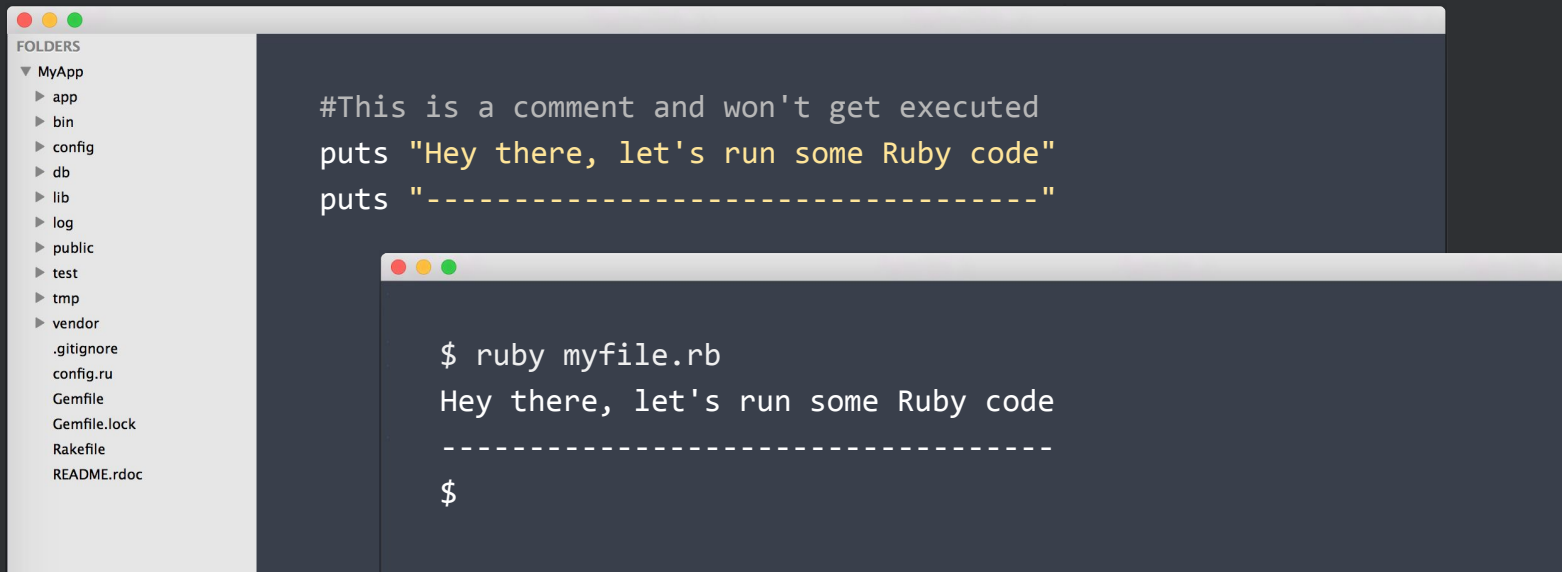 FOLDERS
MyApp
app
bin
config
db
lib
log
public
test
tmp
vendor
.gitignore
config.ru
Gemfile
Gemfile.lock
Rakefile
README.rdoc
#This is a comment and won't get executed
puts "Hey there, let's run some Ruby code"
puts "-----------------------------------"
$ ruby myfile.rb
Hey there, let's run some Ruby code
-----------------------------------
$